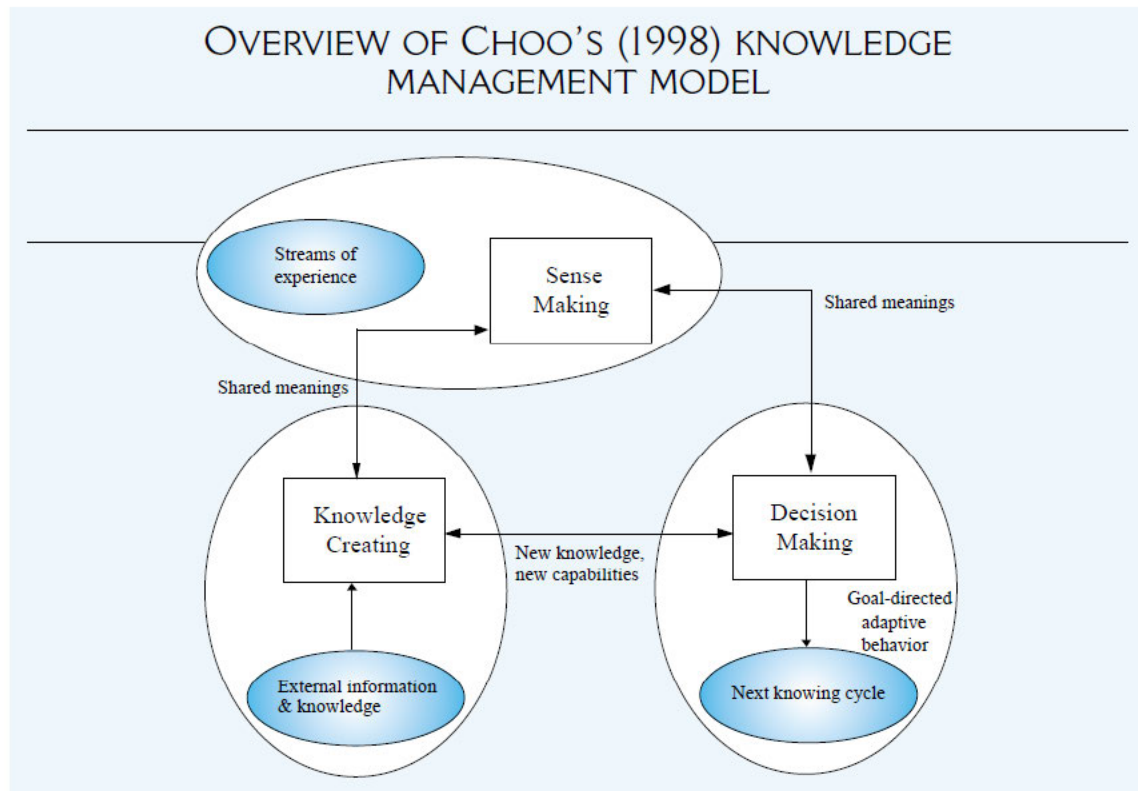 OVERVIEW OF CHOO'S (1998) KNOWLEDGE
MANAGEMENT MODEL
Streams of
experience
Sense
Making
Shared meanings
Shared meanings
Knowledge
Creating
Decision
Making
New knowledge,
new capabilities
Goal-directed
adaptive
behavior
External information
& knowledge
Next knowing cycle